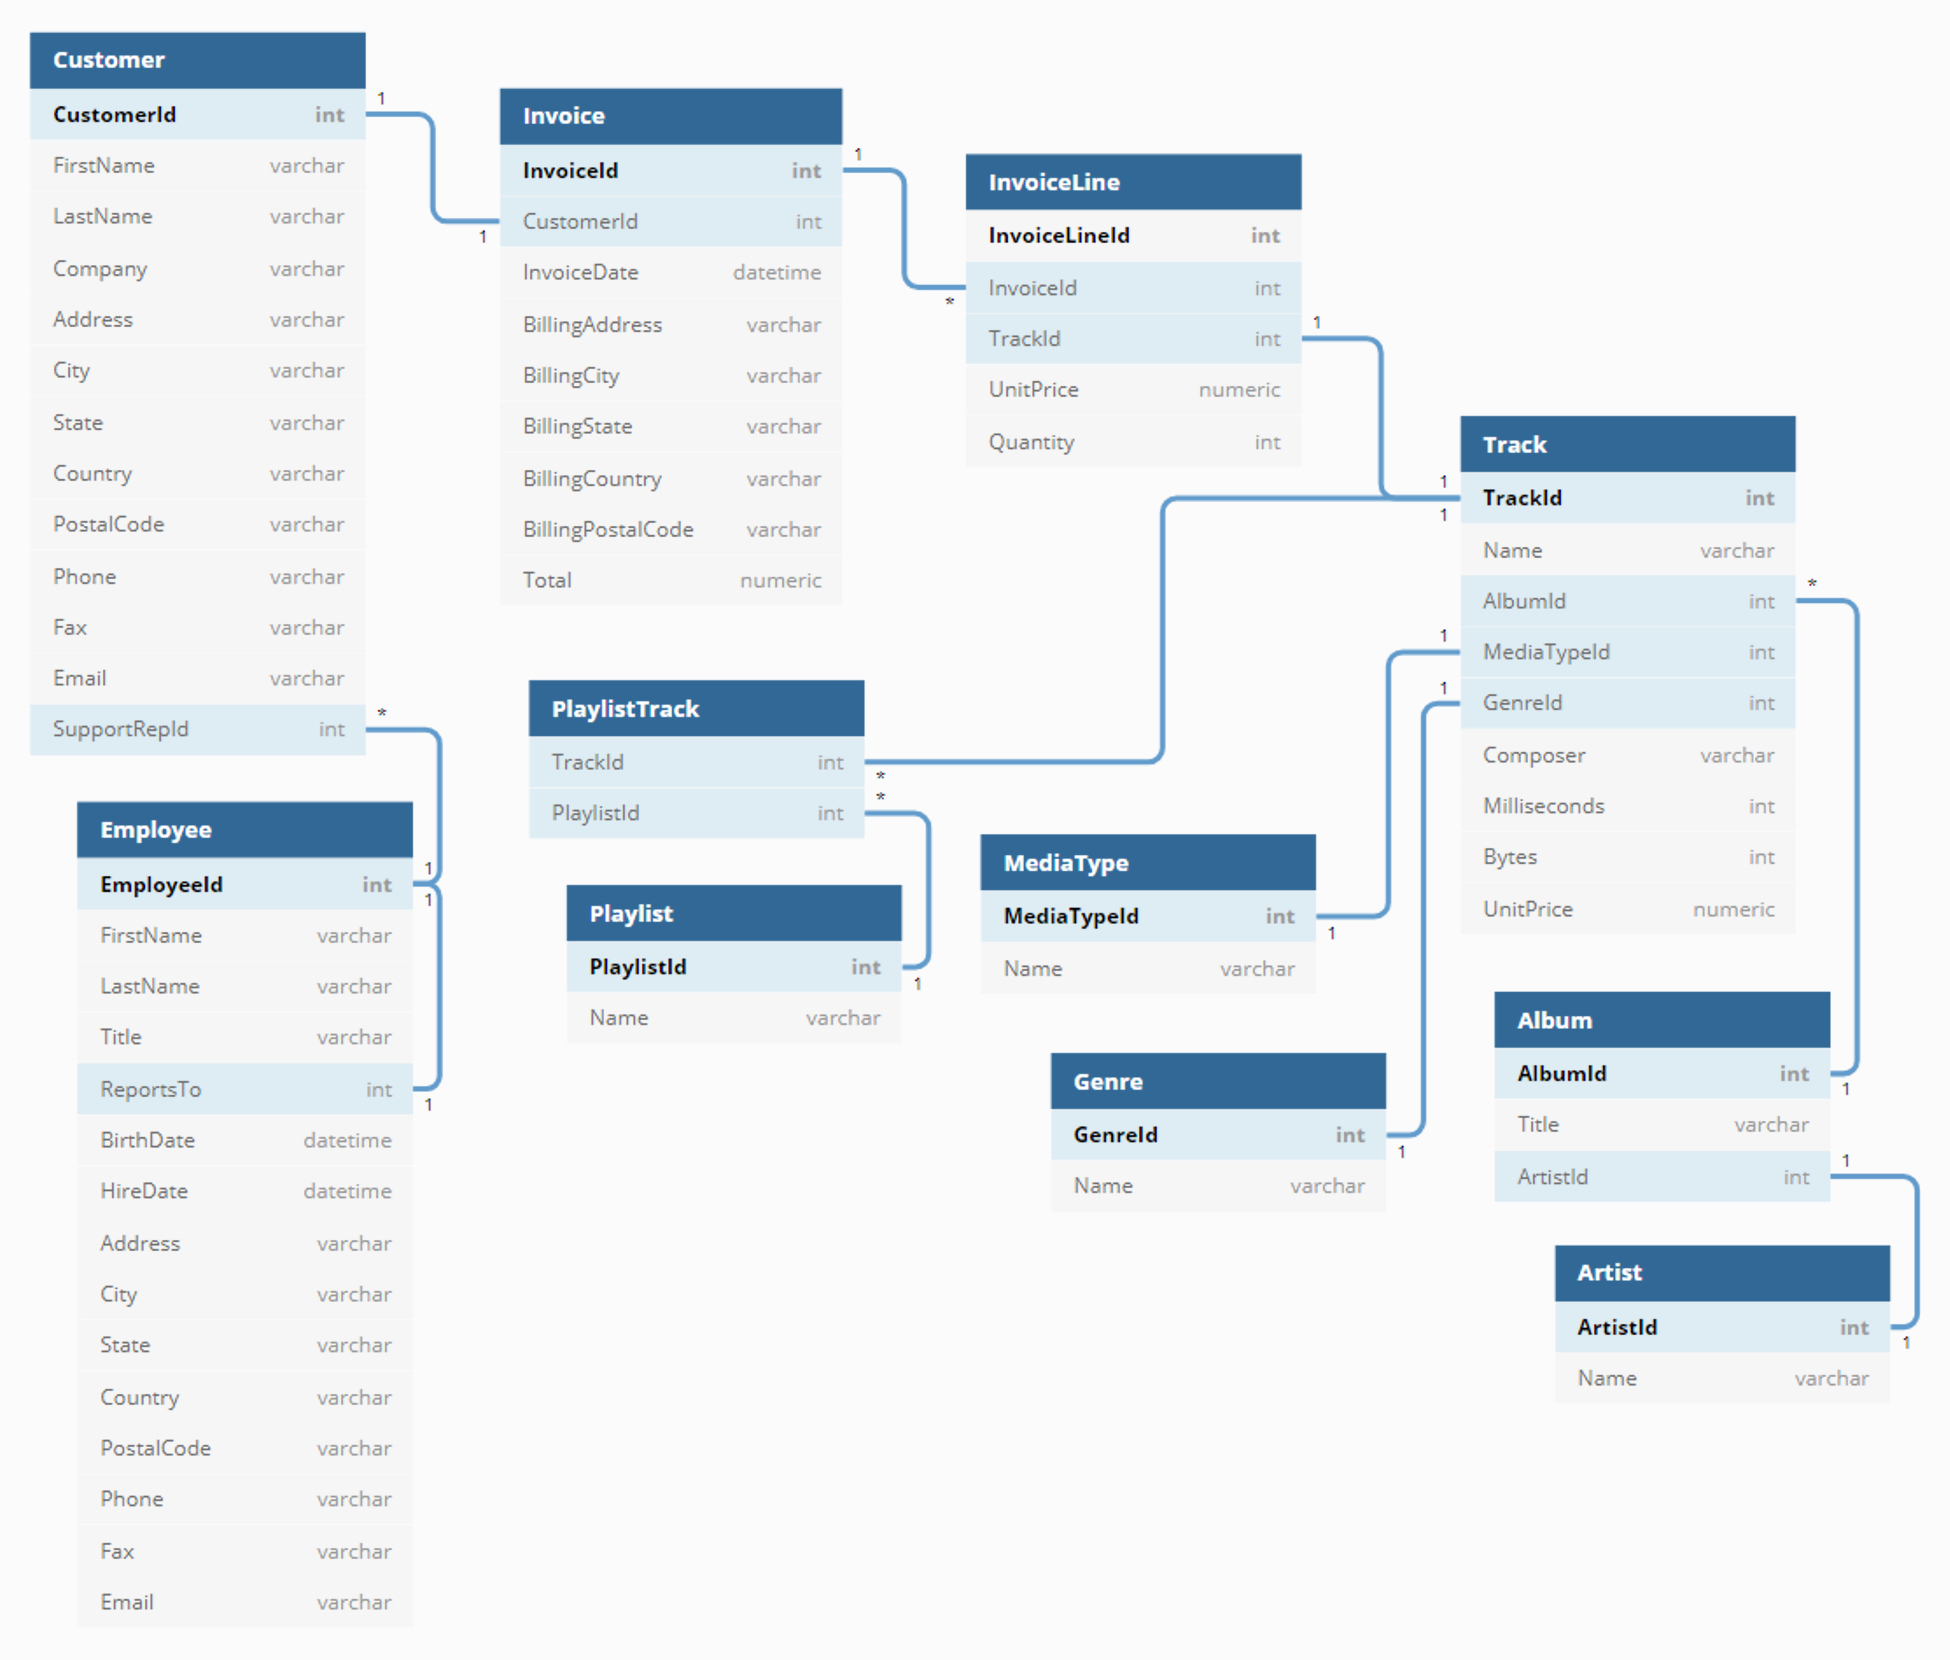 Customer
CustomerId int
FirstName varchar
LastName varchar
Company varchar
Address varchar
City varchar
State varchar
Country varchar
PostalCode varchar
Phone varchar
Fax varchar
Email varchar
SupportRepId int
1
1
*
1
1
1
Employee
EmployeeId int
FirstName varchar
LastName varchar
Title varchar
ReportsTo int
BirthDate datetime
HireDate datetime
Address varchar
City varchar
State varchar
Country varchar
PostalCode varchar
Phone varchar
Fax varchar
Email varchar
Invoice
InvoiceId int
CustomerId int
InvoiceDate datetime
BillingAddress varchar
BillingCity varchar
BillingState varchar
BillingCountry varchar
BillingPostalCode varchar
Total numeric
1
*
PlaylistTrack
TrackId int
PlaylistId int
*
*
Playlist
PlaylistId int
Name varchar
1
InvoiceLine
InvoiceLineId int
InvoiceId int
TrackId int
UnitPrice numeric
Quantity int
1
1
1
MediaType
MediaTypeId int
Name varchar
1
1
Genre
GenreId int
Name varchar
1
1
Track
TrackId int
Name varchar
AlbumId int
MediaTypeId int
GenreId int
Composer varchar
Milliseconds int
Bytes int
UnitPrice numeric
*
Album
AlbumId int
Title varchar
ArtistId int
1
1
Artist
ArtistId int
Name varchar
1